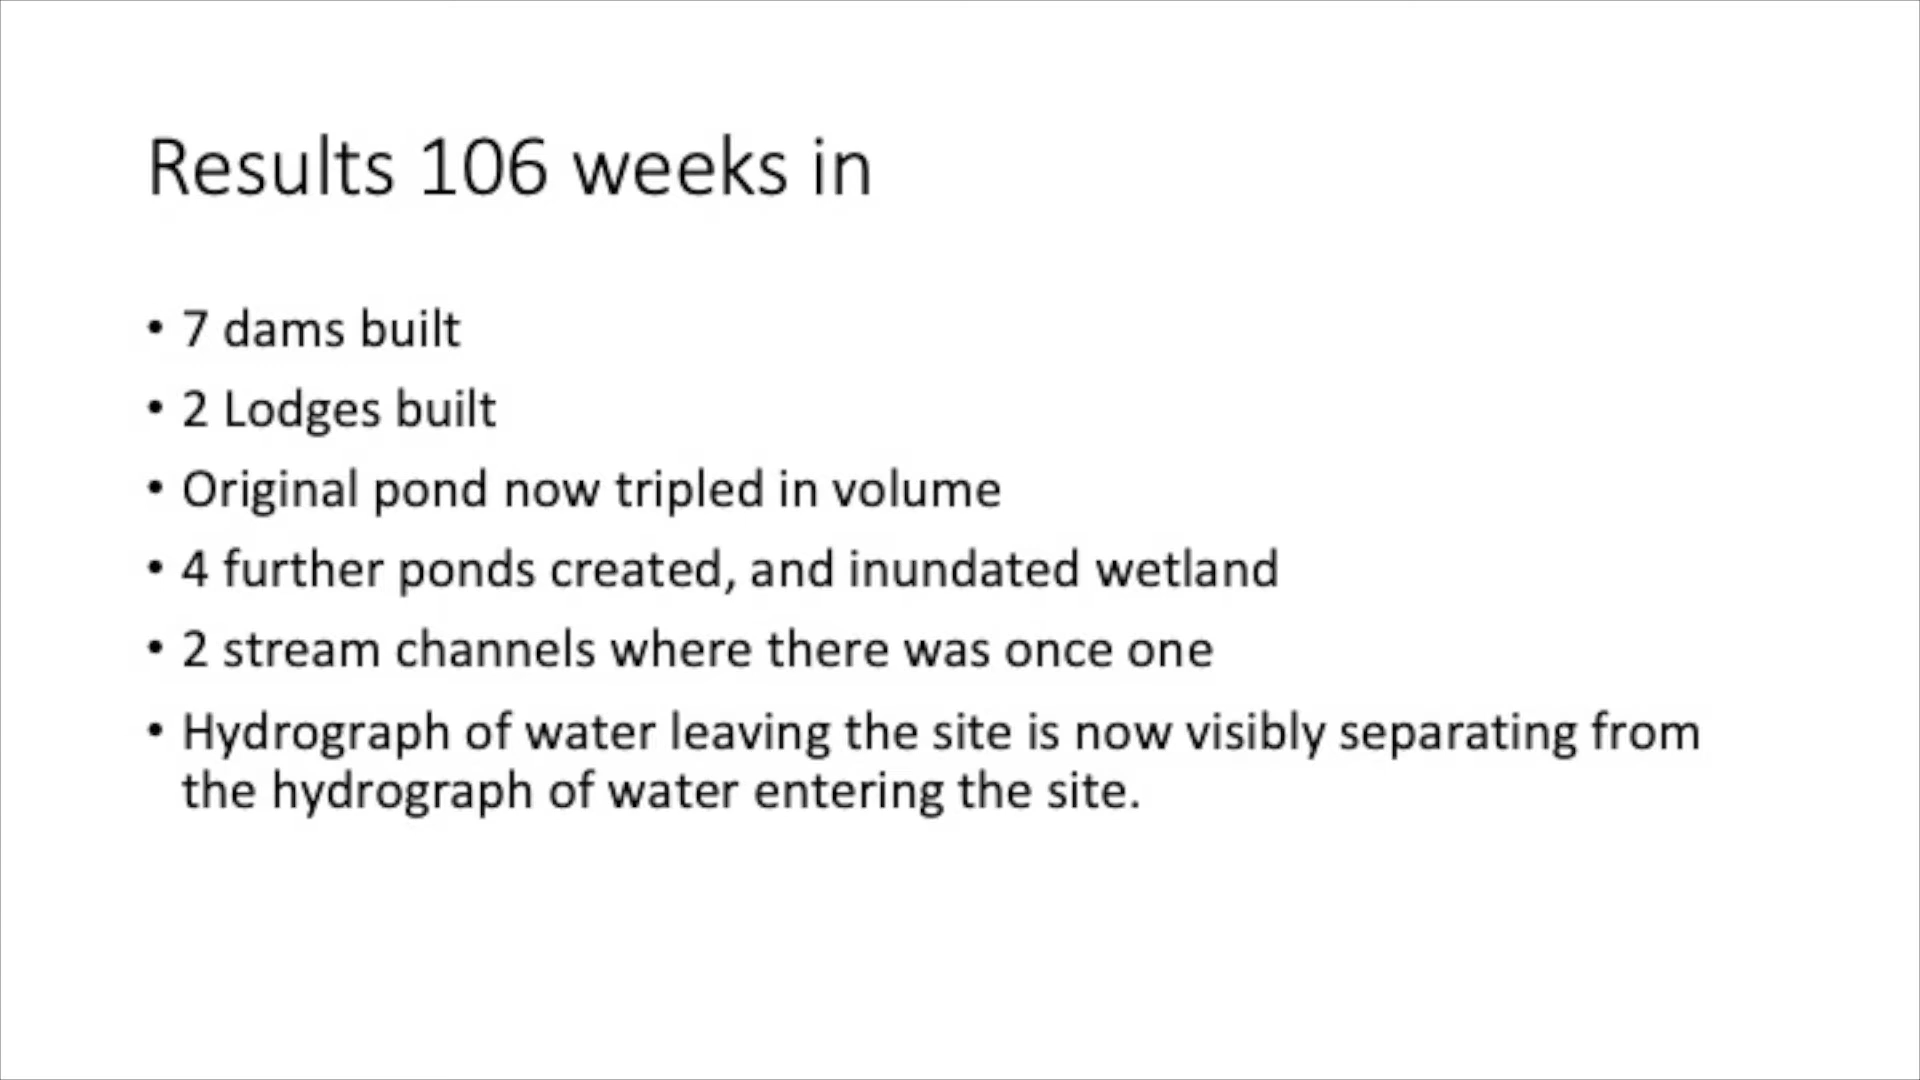 Results 106 weeks in
• 7 dams built
• 2 Lodges built
• Original pond now tripled in volume
• 4 further ponds created, and inundated wetland
• 2 stream channels where there was once one
• Hydrograph of water leaving the site is now visibly separating from
the hydrograph of water entering the site.